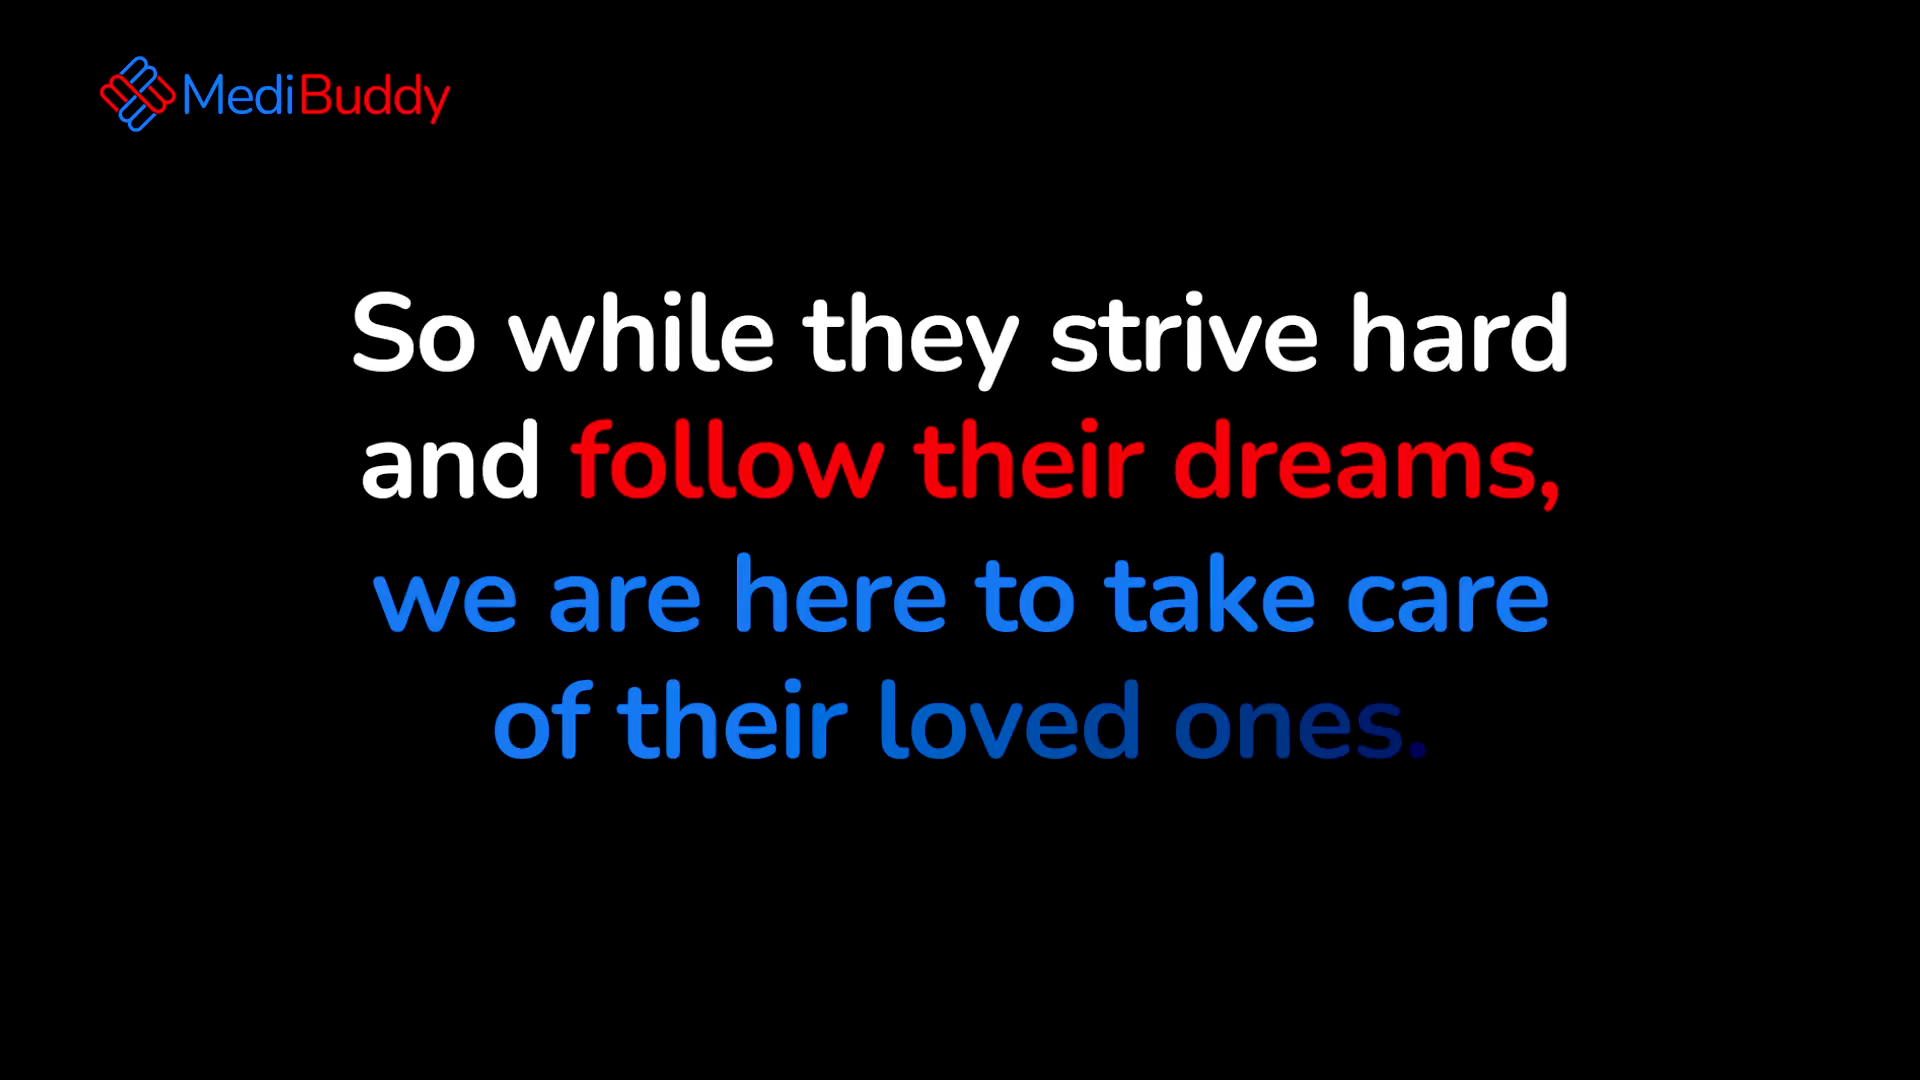 MediBuddy
So while they strive hard
and follow their dreams,
we are here to take care
of their loved ones.